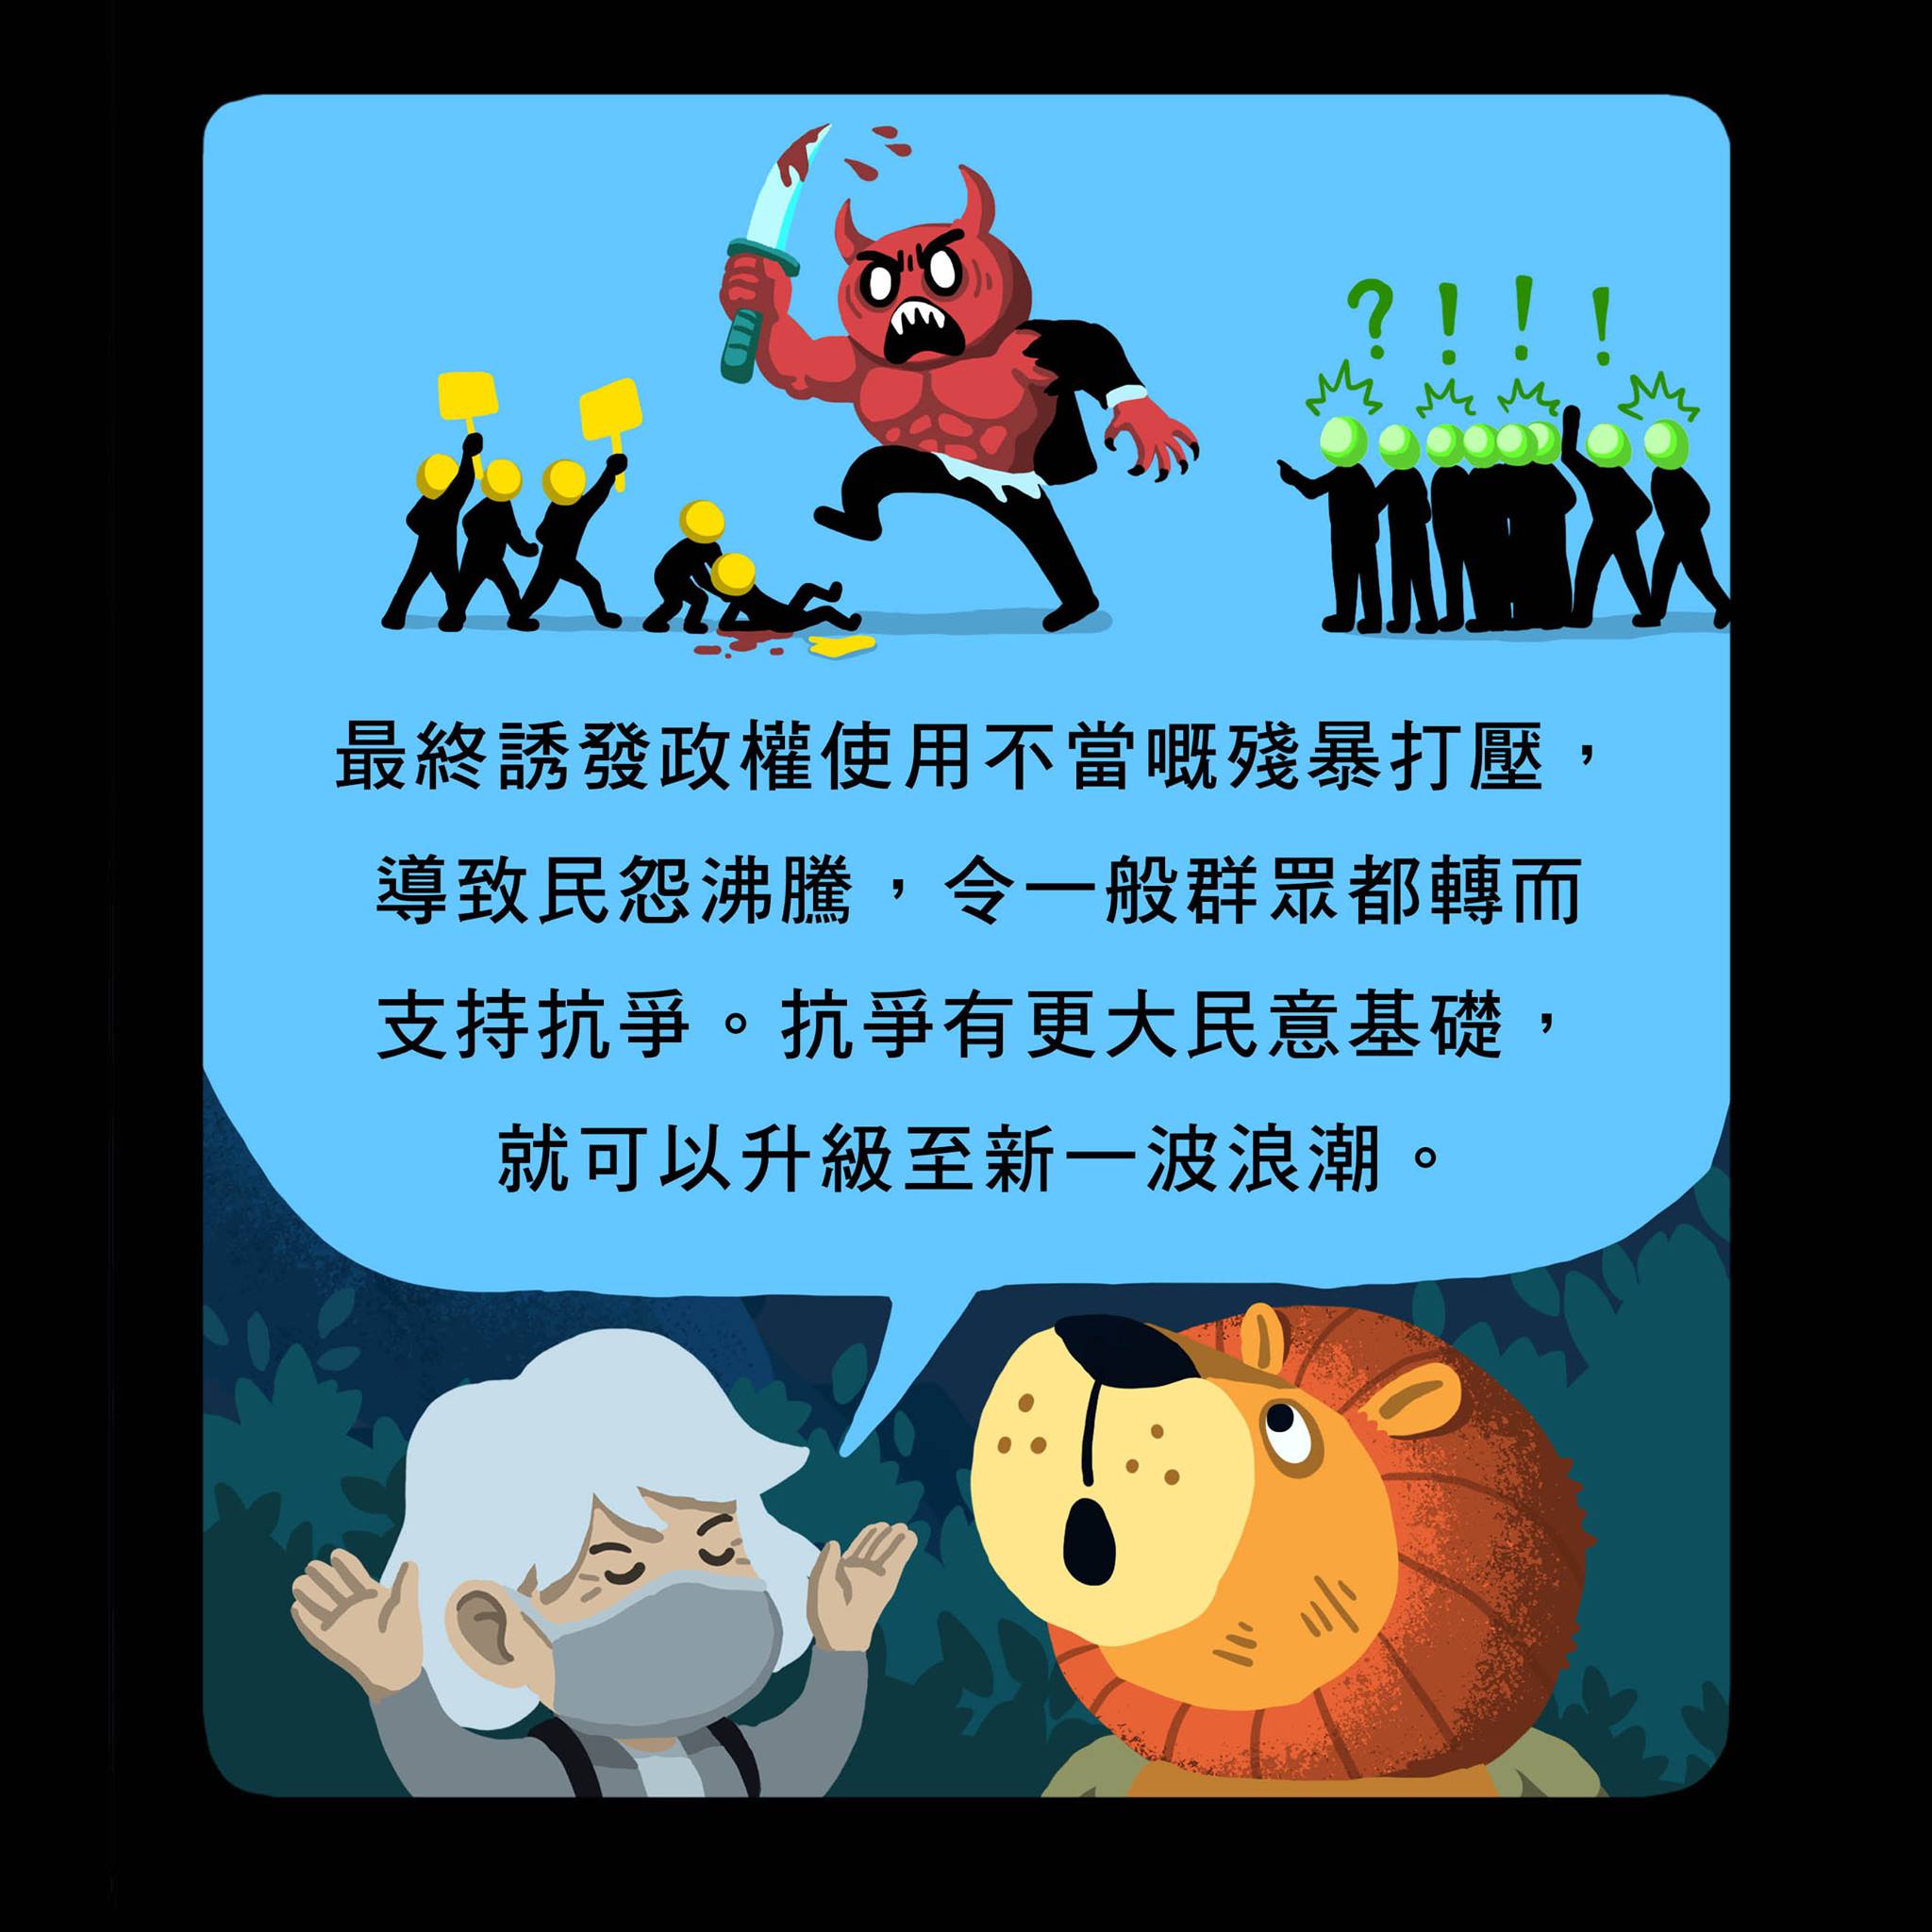 ? ! ! !
最終誘發政權使用不當嘅殘暴打壓，
導致民怨沸騰，令一般群眾都轉而
支持抗爭。抗爭有更大民意基礎，
就可以升級至新一波浪潮。